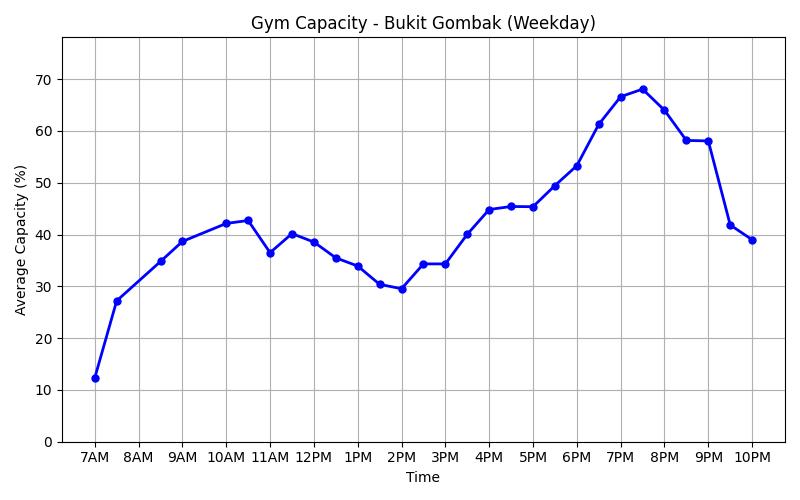 Gym Capacity - Bukit Gombak (Weekday)
Average Capacity (%)
70
60
50
40
30
20
10
0
7AM 8AM 9AM 10AM 11AM 12PM 1PM 2PM 3PM 4PM 5PM 6PM 7PM 8PM 9PM 10PM
Time